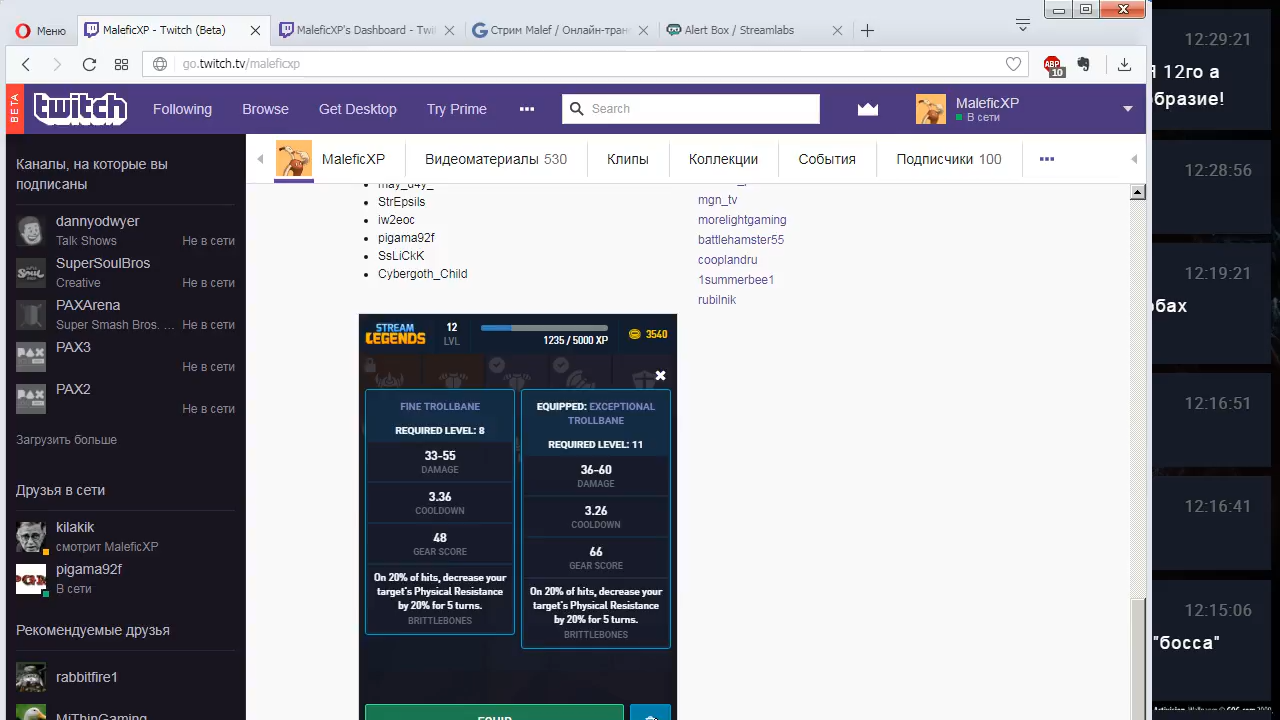 Меню
MaleficXP - Twitch (Beta)
MaleficXP's Dashboard - Twi
Стрим Malef / Онлайн-тран
Alert Box / Streamlabs
go.twitch.tv/maleficxp
ABP
10
BETA
twitch
Following
Browse
Get Desktop
Try Prime
Search
MaleficXP
В сети
MaleficXP
Видеоматериалы 530
Клипы
Коллекции
События
Подписчики 100
Каналы, на которые вы
подписаны
dannyodwyer
Talk Shows
Не в сети
SuperSoulBros
Creative
Не в сети
PAXArena
Super Smash Bros. ...
Не в сети
PAX3
Не в сети
PAX2
Не в сети
Загрузить больше
Друзья в сети
kilakik
смотрит MaleficXP
pigama92f
В сети
Рекомендуемые друзья
rabbitfire1
MiThinGaming
may_d4y_
StrEpsils
iw2eoc
pigama92f
SsLiCkK
Cybergoth_Child
mgn_tv
morelightgaming
battlehamster55
cooplandru
1summerbee1
rubilnik
STREAM
LEGENDS
12
LVL
1235 / 5000 XP
3540
FINE TROLLBANE
REQUIRED LEVEL: 8
33-55
DAMAGE
3.36
COOLDOWN
48
GEAR SCORE
On 20% of hits, decrease your
target's Physical Resistance
by 20% for 5 turns.
BRITTLEBONES
EQUIPPED: EXCEPTIONAL
TROLLBANE
REQUIRED LEVEL: 11
36-60
DAMAGE
3.26
COOLDOWN
66
GEAR SCORE
On 20% of hits, decrease your
target's Physical Resistance
by 20% for 5 turns.
BRITTLEBONES
EQUIP
12:29:21
я 12го а
бразие!
12:28:56
12:19:21
обах
12:16:51
12:16:41
12:15:06
"босса"